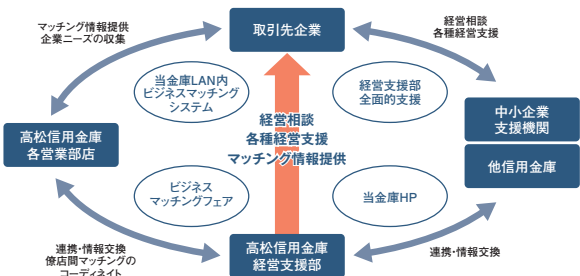 マッチング情報提供
企業ニーズの収集
取引先企業
経営相談
各種経営支援
当金庫LAN内
ビジネスマッチング
システム
経営支援部
全面的支援
高松信用金庫
各営業部店
経営相談
各種経営支援
マッチング情報提供
中小企業
支援機関
他信用金庫
ビジネス
マッチングフェア
当金庫HP
連携・情報交換
僚店間マッチングの
コーディネイト
高松信用金庫
経営支援部
連携・情報交換